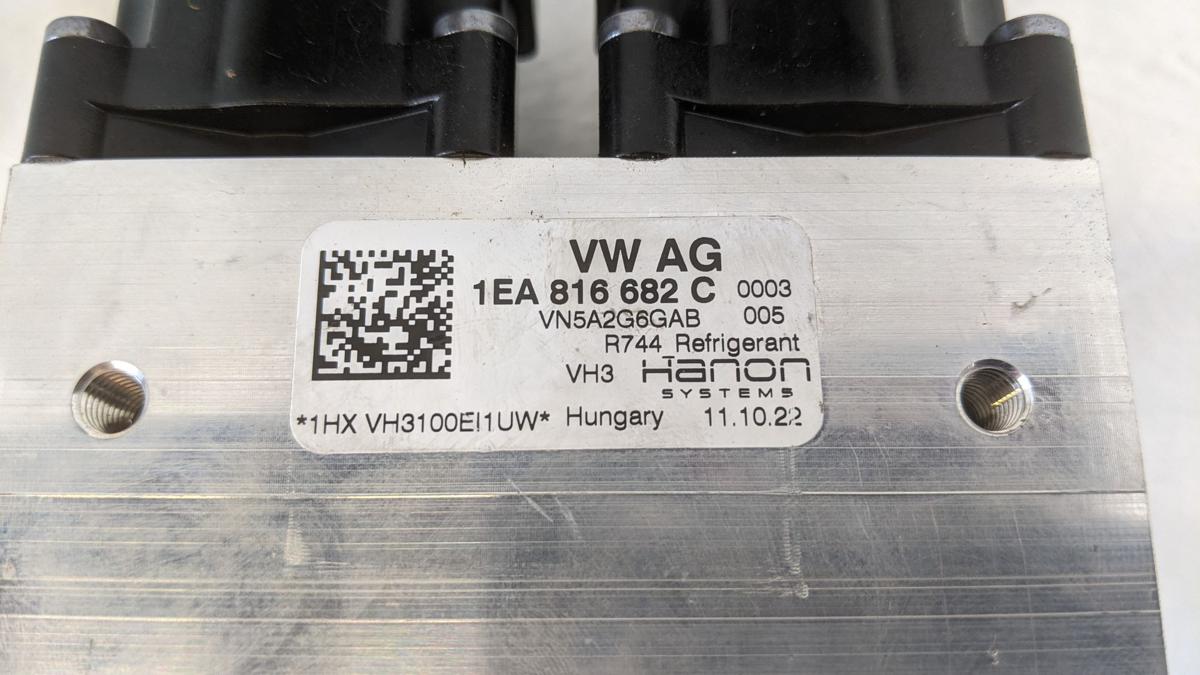 VW AG
1EA 816 682 C 0003
VN5A2G6GAB 005
R744 Refrigerant
VH3 Hanon
SYSTEMS
*1HX VH3100EI1UW* Hungary 11.10.22